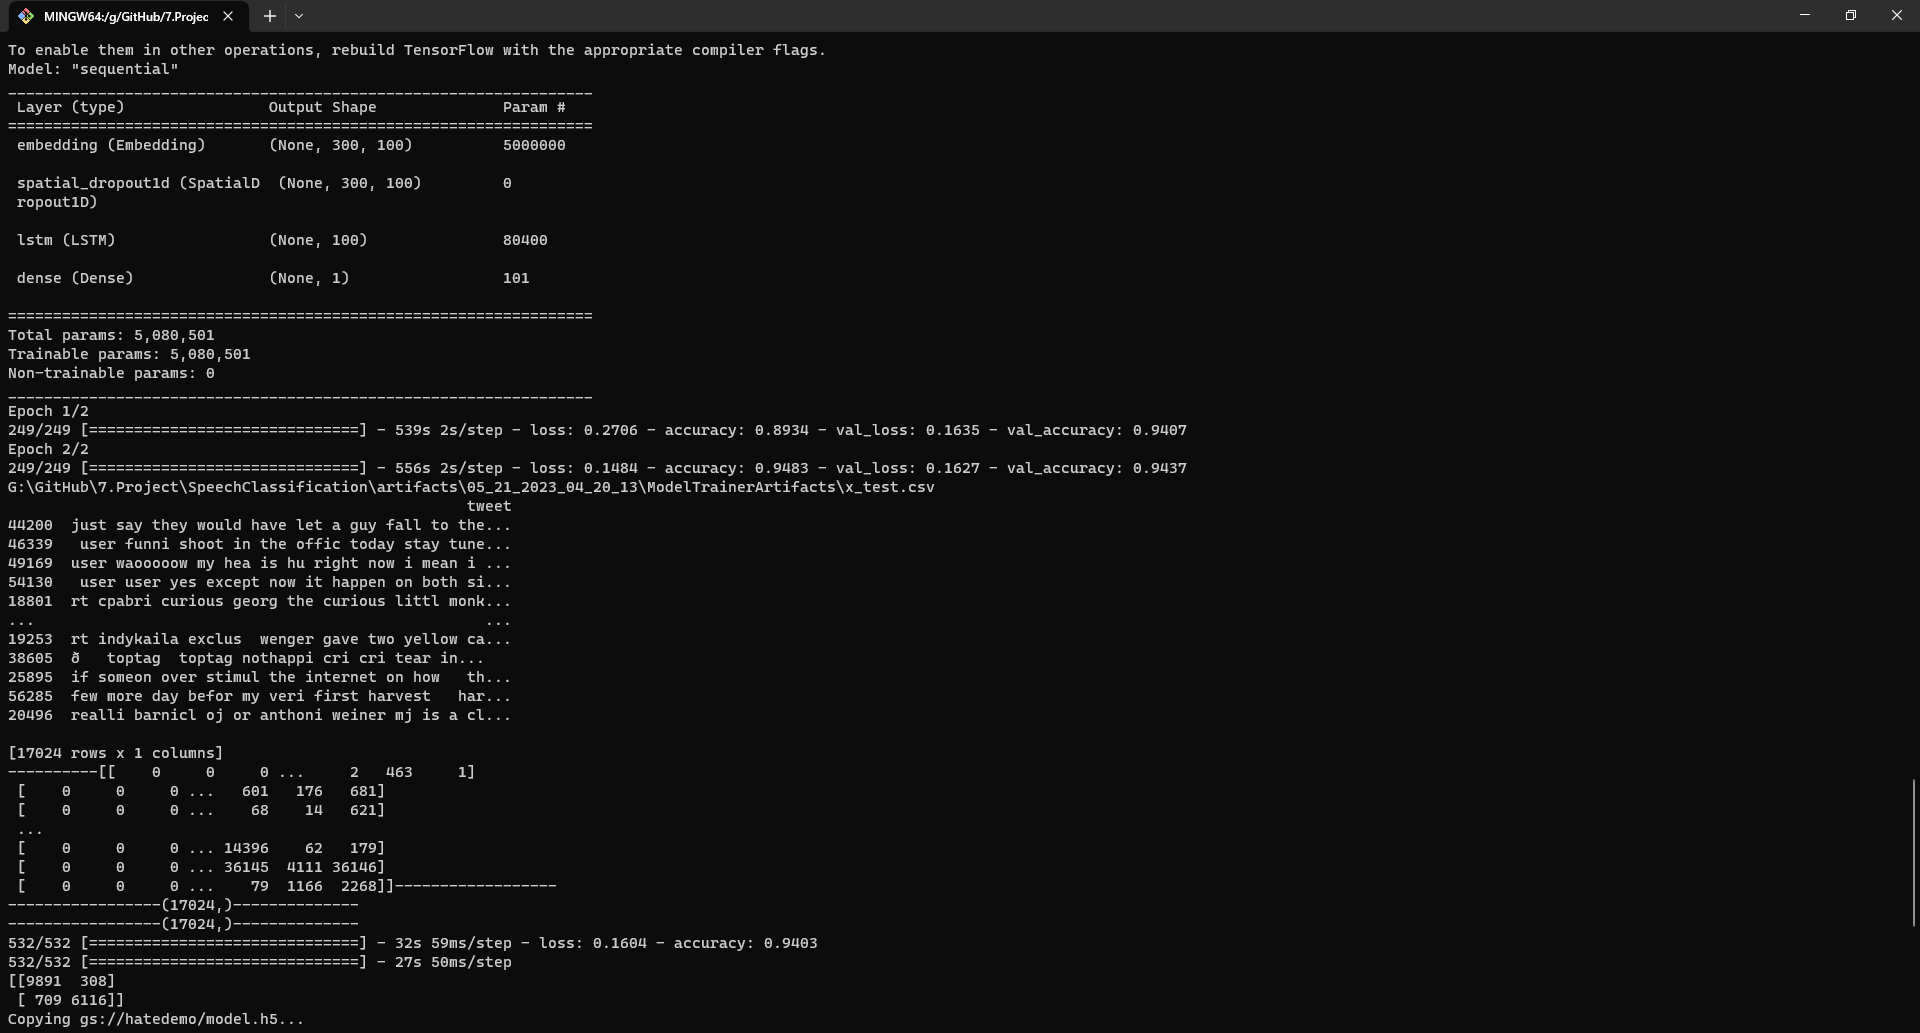 MINGW64:/g/GitHub/7.Projec
To enable them in other operations, rebuild TensorFlow with the appropriate compiler flags.
Model: "sequential"
_________________________________________________________________
 Layer (type)                Output Shape              Param #
=================================================================
 embedding (Embedding)       (None, 300, 100)          5000000

 spatial_dropout1d (SpatialD  (None, 300, 100)         0
 ropout1D)

 lstm (LSTM)                 (None, 100)               80400

 dense (Dense)               (None, 1)                 101

=================================================================
Total params: 5,080,501
Trainable params: 5,080,501
Non-trainable params: 0
_________________________________________________________________
Epoch 1/2
249/249 [==============================] - 539s 2s/step - loss: 0.2706 - accuracy: 0.8934 - val_loss: 0.1635 - val_accuracy: 0.9407
Epoch 2/2
249/249 [==============================] - 556s 2s/step - loss: 0.1484 - accuracy: 0.9483 - val_loss: 0.1627 - val_accuracy: 0.9437
G:\GitHub\7.Project\SpeechClassification\artifacts\05_21_2023_04_20_13\ModelTrainerArtifacts\x_test.csv
                                                   tweet
44200  just say they would have let a guy fall to the...
46339   user funni shoot in the offic today stay tune...
49169  user waooooow my hea is hu right now i mean i ...
54130   user user yes except now it happen on both si...
18801  rt cpabri curious georg the curious littl monk...
...                                                  ...
19253  rt indykaila exclus  wenger gave two yellow ca...
38605  ð   toptag  toptag nothappi cri cri tear in...
25895  if someon over stimul the internet on how   th...
56285  few more day befor my veri first harvest   har...
20496  realli barnicl oj or anthoni weiner mj is a cl...

[17024 rows x 1 columns]
----------[[    0     0     0 ...     2   463     1]
 [    0     0     0 ...   601   176   681]
 [    0     0     0 ...    68    14   621]
 ...
 [    0     0     0 ... 14396    62   179]
 [    0     0     0 ... 36145  4111 36146]
 [    0     0     0 ...    79  1166  2268]]------------------
-----------------(17024,)--------------
-----------------(17024,)--------------
532/532 [==============================] - 32s 59ms/step - loss: 0.1604 - accuracy: 0.9403
532/532 [==============================] - 27s 50ms/step
[[9891  308]
 [ 709 6116]]
Copying gs://hatedemo/model.h5...